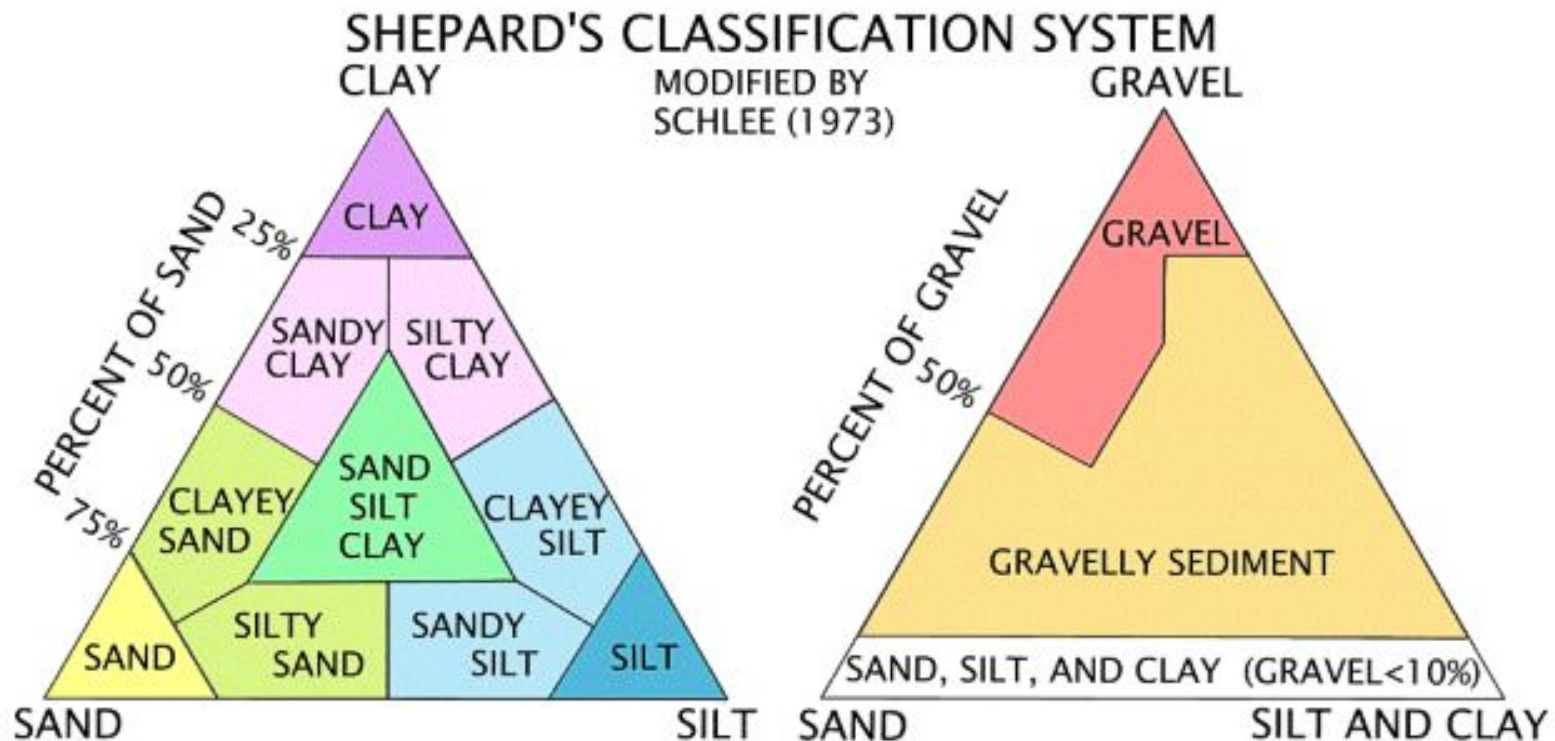 SHEPARD'S CLASSIFICATION SYSTEM
MODIFIED BY
SCHLEE (1973)
CLAY
PERCENT OF SAND
25%
50%
75%
CLAY
SANDY
CLAY
SILTY
CLAY
SAND
SILT
CLAY
CLAYEY
SAND
CLAYEY
SILT
SAND
SILTY
SAND
SANDY
SILT
SILT
SAND
SILT
GRAVEL
PERCENT OF GRAVEL
50%
GRAVEL
GRAVELLY SEDIMENT
SAND, SILT, AND CLAY (GRAVEL<10%)
SAND
SILT AND CLAY